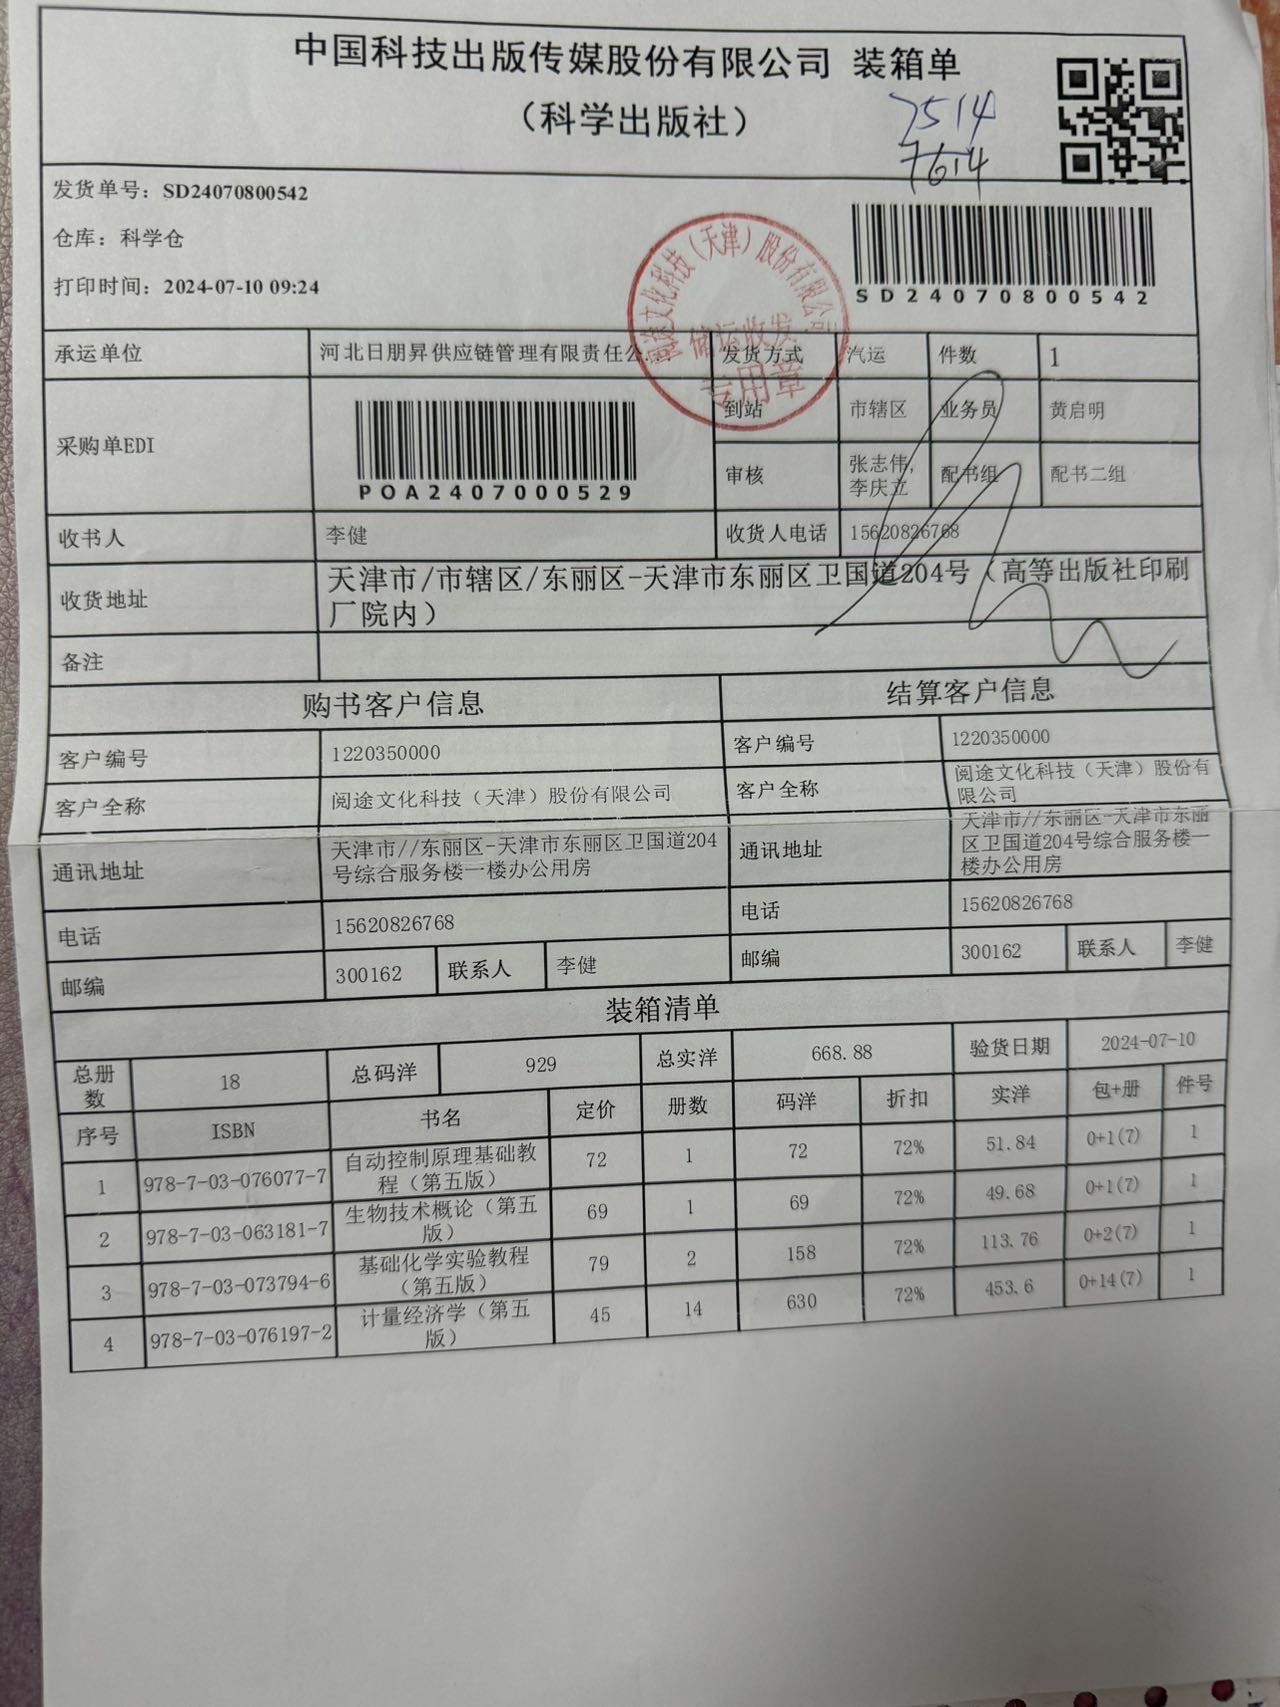 中国科技出版传媒股份有限公司 装箱单
（科学出版社）
7514
7614
发货单号：SD24070800542
仓库：科学仓
打印时间：2024-07-10 09:24
SD24070800542
阅途文化科技（天津）股份有限公司
储运收发
专用章
承运单位 河北日朋昇供应链管理有限责任公... 发货方式 汽运 件数 1
采购单EDI POA2407000529 到站 市辖区 业务员 黄启明
审核 张志伟, 李庆立 配书组 配书二组
收书人 李健 收货人电话 15620826768
收货地址 天津市/市辖区/东丽区-天津市东丽区卫国道204号（高等出版社印刷
厂院内）
备注
购书客户信息 结算客户信息
客户编号 1220350000 客户编号 1220350000
客户全称 阅途文化科技（天津）股份有限公司 客户全称 阅途文化科技（天津）股份有
限公司
通讯地址 天津市//东丽区-天津市东丽区卫国道204
号综合服务楼一楼办公用房
通讯地址 天津市//东丽区-天津市东丽
区卫国道204号综合服务楼一
楼办公用房
电话 15620826768 电话 15620826768
邮编 300162 联系人 李健 邮编 300162 联系人 李健
装箱清单
总册数 18 总码洋 929 总实洋 668.88 验货日期 2024-07-10
序号 ISBN 书名 定价 册数 码洋 折扣 实洋 包+册 件号
1 978-7-03-076077-7 自动控制原理基础教程（第五版） 72 1 72 72% 51.84 0+1(7) 1
2 978-7-03-063181-7 生物技术概论（第五版） 69 1 69 72% 49.68 0+1(7) 1
3 978-7-03-073794-6 基础化学实验教程（第五版） 79 2 158 72% 113.76 0+2(7) 1
4 978-7-03-076197-2 计量经济学（第五版） 45 14 630 72% 453.6 0+14(7) 1